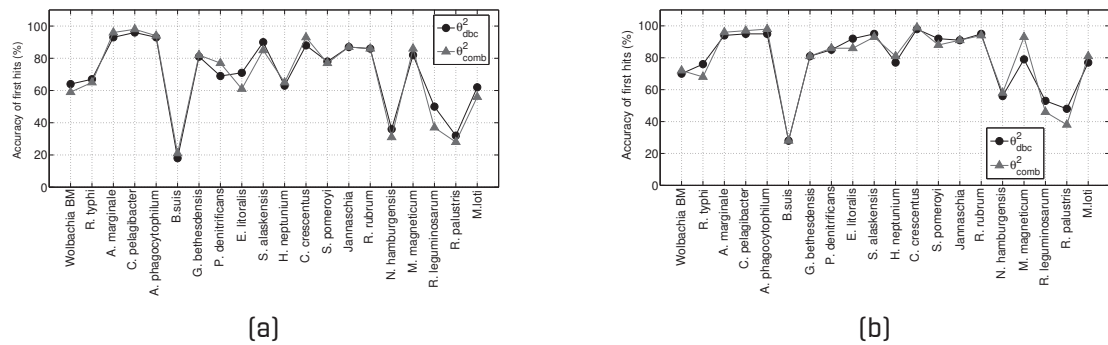 Accuracy of first hits (%)
100
80
60
40
20
0
θ²dbc
θ²comb
Wolbachia BM
R. typhi
A. marginale
C. pelagibacter
A. phagocytophilum
B.suis
G. bethesdensis
P. denitrificans
E. litoralis
S. alaskensis
H. neptunium
C. crescentus
S. pomeroyi
Jannaschia
R. rubrum
N. hamburgensis
M. magneticum
R. leguminosarum
R. palustris
M.loti
(a)
Accuracy of first hits (%)
100
80
60
40
20
0
θ²dbc
θ²comb
Wolbachia BM
R. typhi
A. marginale
C. pelagibacter
A. phagocytophilum
B.suis
G. bethesdensis
P. denitrificans
E. litoralis
S. alaskensis
H. neptunium
C. crescentus
S. pomeroyi
Jannaschia
R. rubrum
N. hamburgensis
M. magneticum
R. leguminosarum
R. palustris
M.loti
(b)